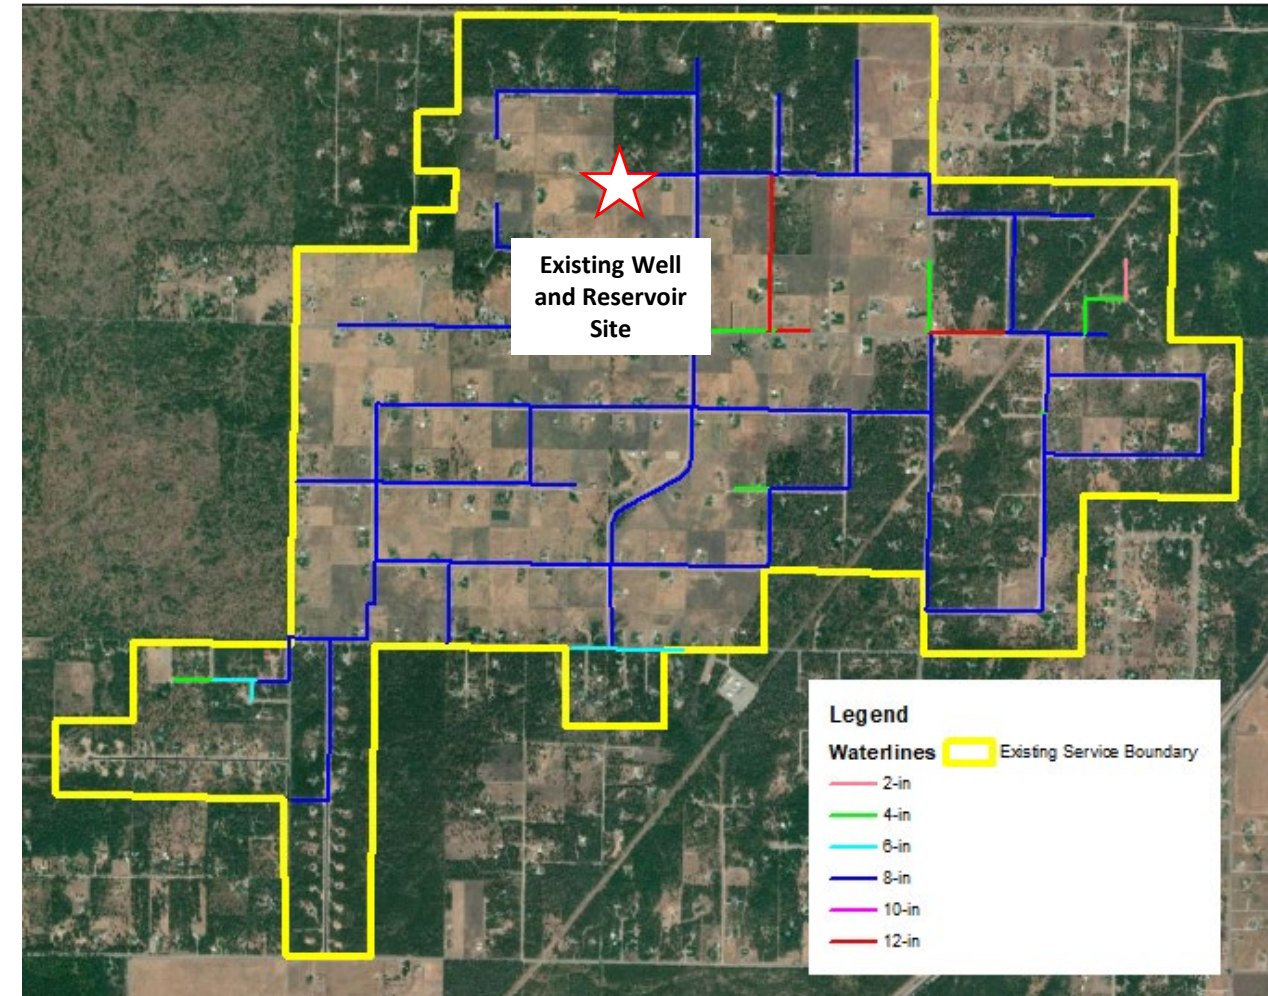 Existing Well
and Reservoir
Site
Legend
Waterlines
Existing Service Boundary
2-in
4-in
6-in
8-in
10-in
12-in